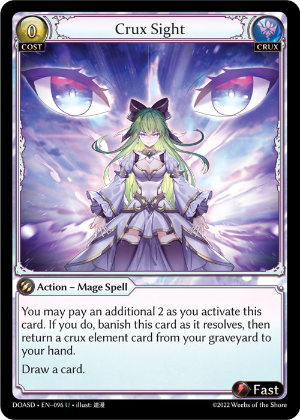 0
COST
Crux Sight
CRUX
Action – Mage Spell
You may pay an additional 2 as you activate this
card. If you do, banish this card as it resolves, then
return a crux element card from your graveyard to
your hand.
Draw a card.
Fast
DOASD • EN–096 U • illust:
©2022 Weebs of the Shore